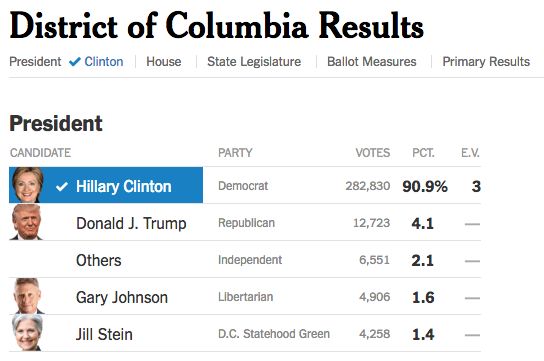 District of Columbia Results
President ✓ Clinton House State Legislature Ballot Measures Primary Results
President
CANDIDATE PARTY VOTES PCT. E.V.
✓ Hillary Clinton Democrat 282,830 90.9% 3
Donald J. Trump Republican 12,723 4.1 —
Others Independent 6,551 2.1 —
Gary Johnson Libertarian 4,906 1.6 —
Jill Stein D.C. Statehood Green 4,258 1.4 —